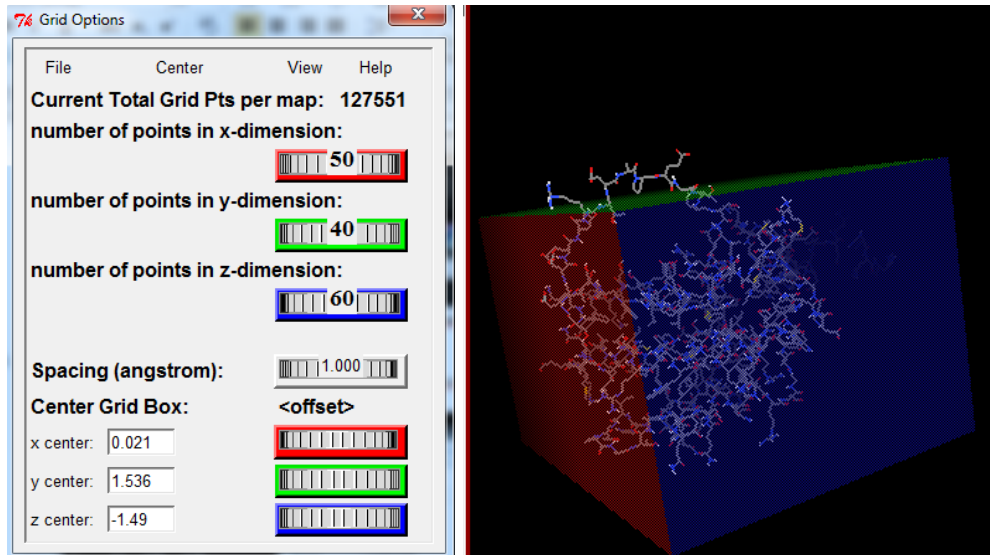 Grid Options
File Center View Help
Current Total Grid Pts per map: 127551
number of points in x-dimension:
50
number of points in y-dimension:
40
number of points in z-dimension:
60
Spacing (angstrom): 1.000
Center Grid Box: <offset>
x center: 0.021
y center: 1.536
z center: -1.49